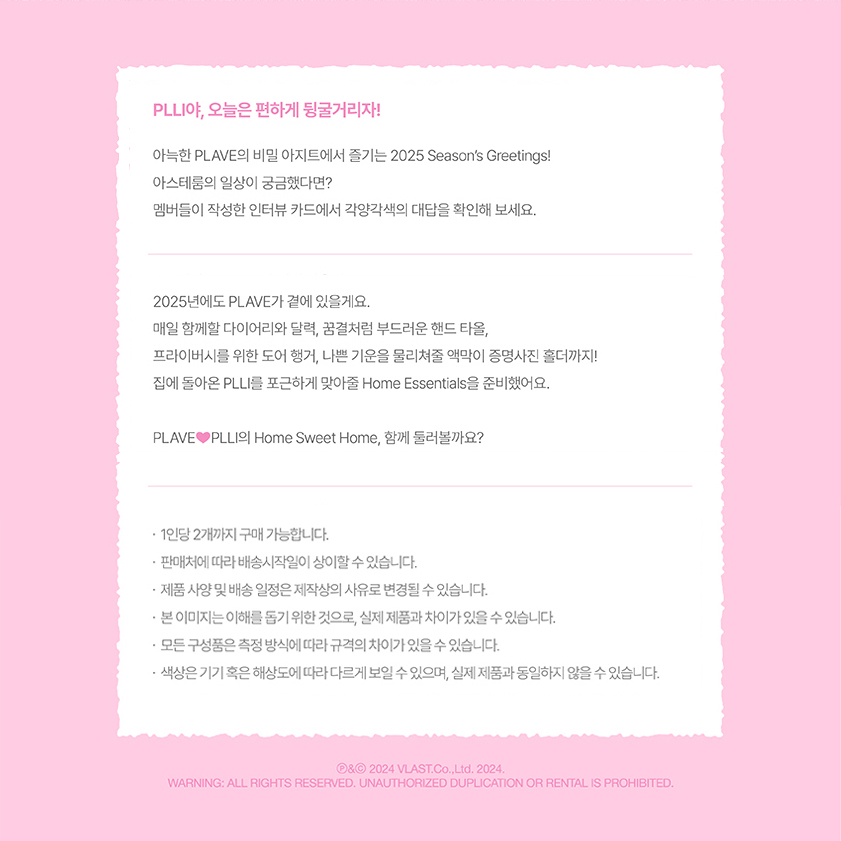 PLLI야, 오늘은 편하게 뒹굴거리자!
아늑한 PLAVE의 비밀 아지트에서 즐기는 2025 Season’s Greetings!
아스테룸의 일상이 궁금했다면?
멤버들이 작성한 인터뷰 카드에서 각양각색의 대답을 확인해 보세요.
2025년에도 PLAVE가 곁에 있을게요.
매일 함께할 다이어리와 달력, 꿈결처럼 부드러운 핸드 타올,
프라이버시를 위한 도어 행거, 나쁜 기운을 물리쳐줄 액막이 증명사진 홀더까지!
집에 돌아온 PLLI를 포근하게 맞아줄 Home Essentials을 준비했어요.
PLAVE♥PLLI의 Home Sweet Home, 함께 둘러볼까요?
· 1인당 2개까지 구매 가능합니다.
· 판매처에 따라 배송시작일이 상이할 수 있습니다.
· 제품 사양 및 배송 일정은 제작상의 사유로 변경될 수 있습니다.
· 본 이미지는 이해를 돕기 위한 것으로, 실제 제품과 차이가 있을 수 있습니다.
· 모든 구성품은 측정 방식에 따라 규격의 차이가 있을 수 있습니다.
· 색상은 기기 혹은 해상도에 따라 다르게 보일 수 있으며, 실제 제품과 동일하지 않을 수 있습니다.
℗&© 2024 VLAST.Co.,Ltd. 2024.
WARNING: ALL RIGHTS RESERVED. UNAUTHORIZED DUPLICATION OR RENTAL IS PROHIBITED.